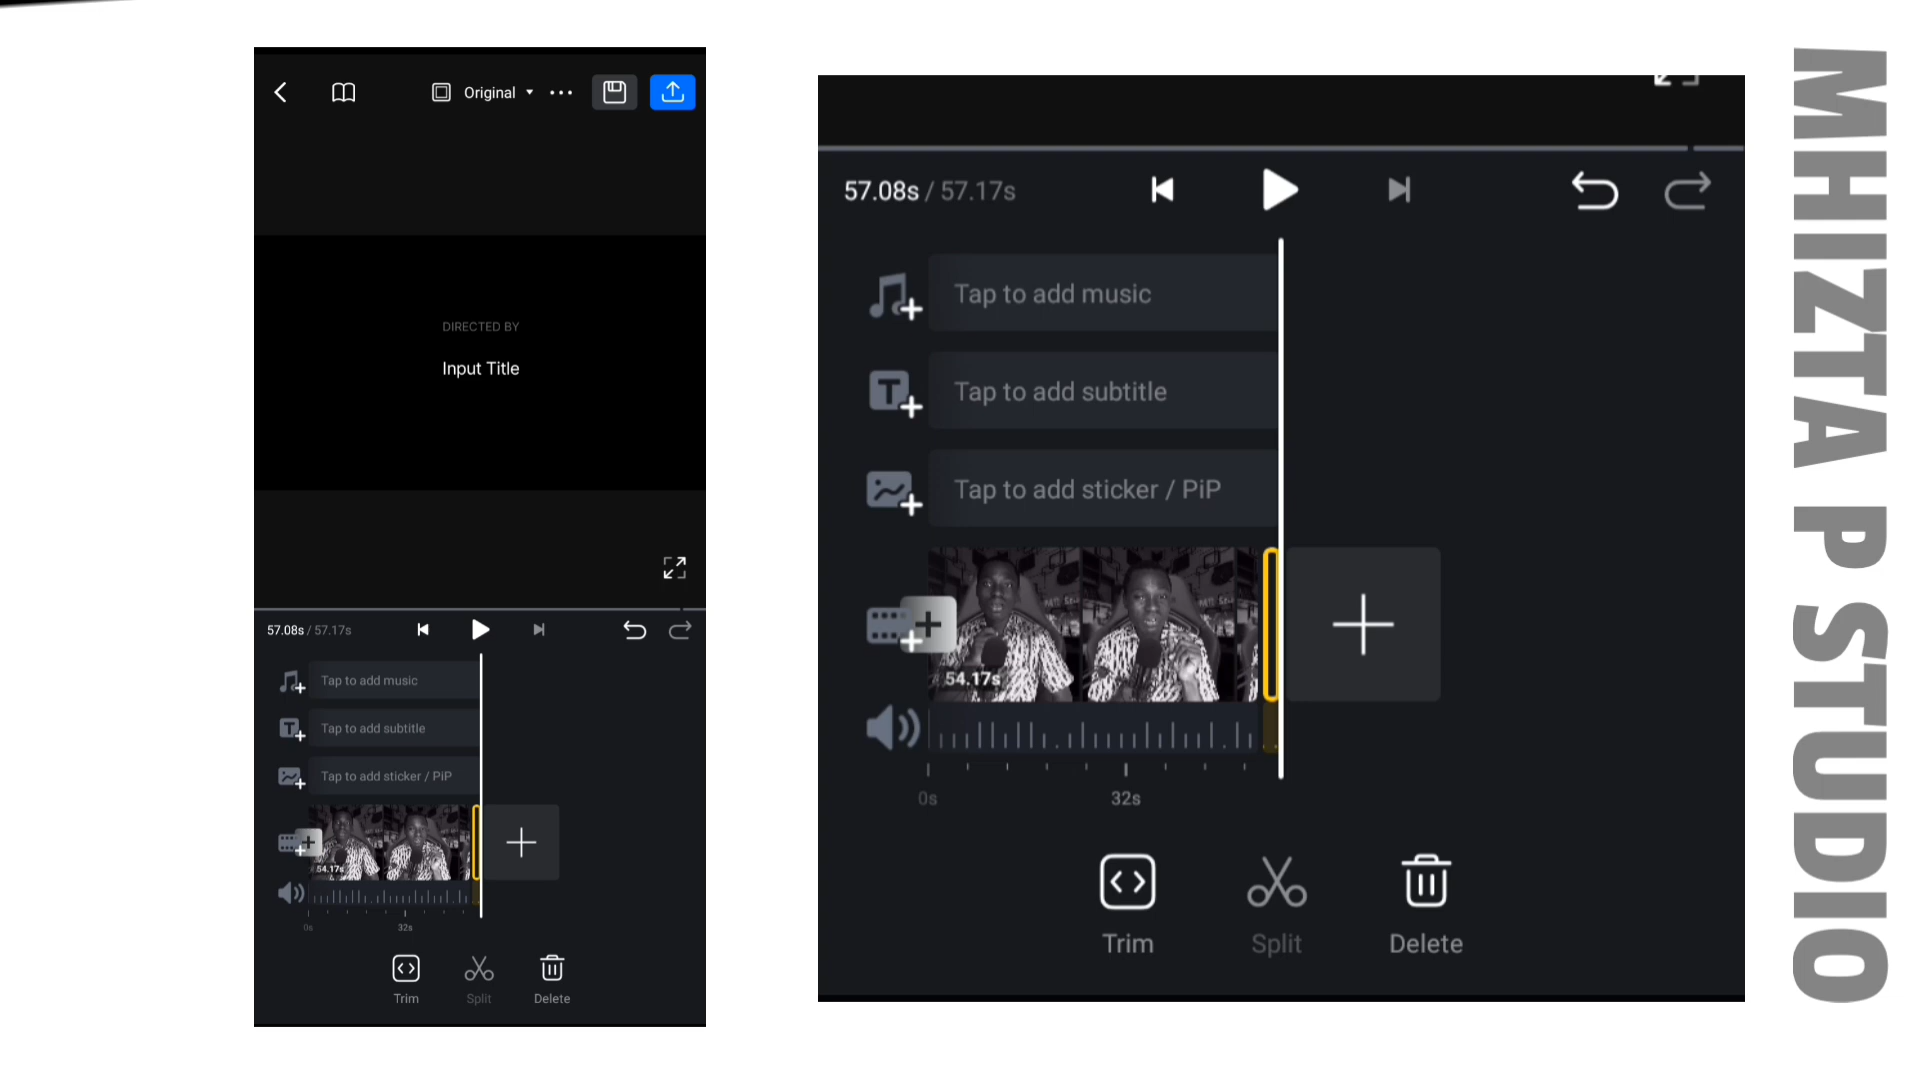 Original
DIRECTED BY
Input Title
57.08s / 57.17s
Tap to add music
Tap to add subtitle
Tap to add sticker / PiP
54.17s
0s
32s
Trim
Split
Delete
57.08s / 57.17s
Tap to add music
Tap to add subtitle
Tap to add sticker / PiP
54.17s
0s
32s
Trim
Split
Delete
MHIZTA P STUDIO